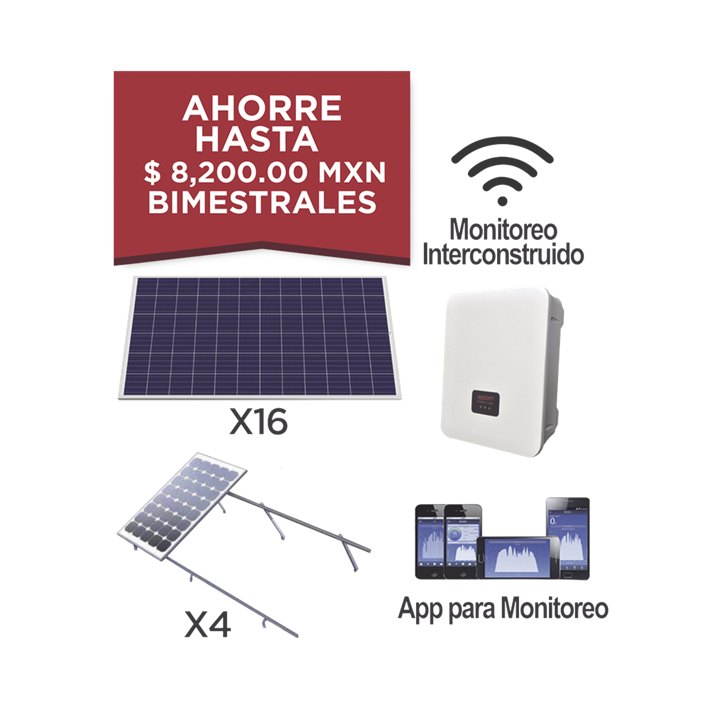 AHORRE
HASTA
$ 8,200.00 MXN
BIMESTRALES
Monitoreo
Interconstruido
X16
X4
App para Monitoreo